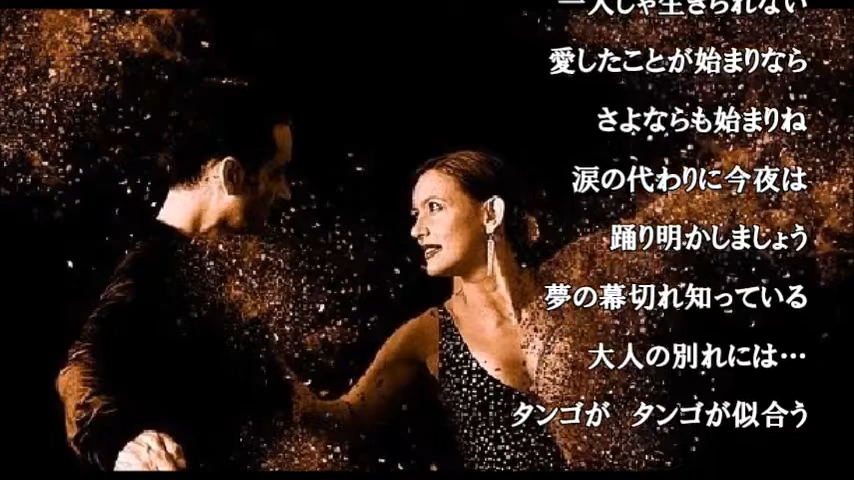 一人じゃ生きられない
愛したことが始まりなら
さよならも始まりね
涙の代わりに今夜は
踊り明かしましょう
夢の幕切れ知っている
大人の別れには…
タンゴが　タンゴが似合う